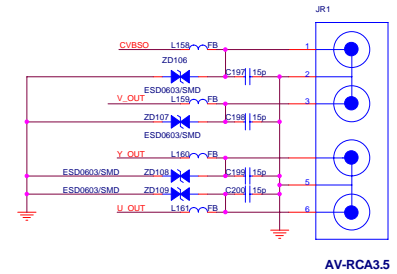 JR1
CVBSO L158 FB 1
ZD106
C197 15p 2
ESD0603/SMD
V_OUT L159 FB 3
ZD107 C198 15p
ESD0603/SMD
Y_OUT L160 FB 4
ESD0603/SMD ZD108 C199 15p
5
ESD0603/SMD ZD109 C200 15p
U_OUT L161 FB 6
AV-RCA3.5